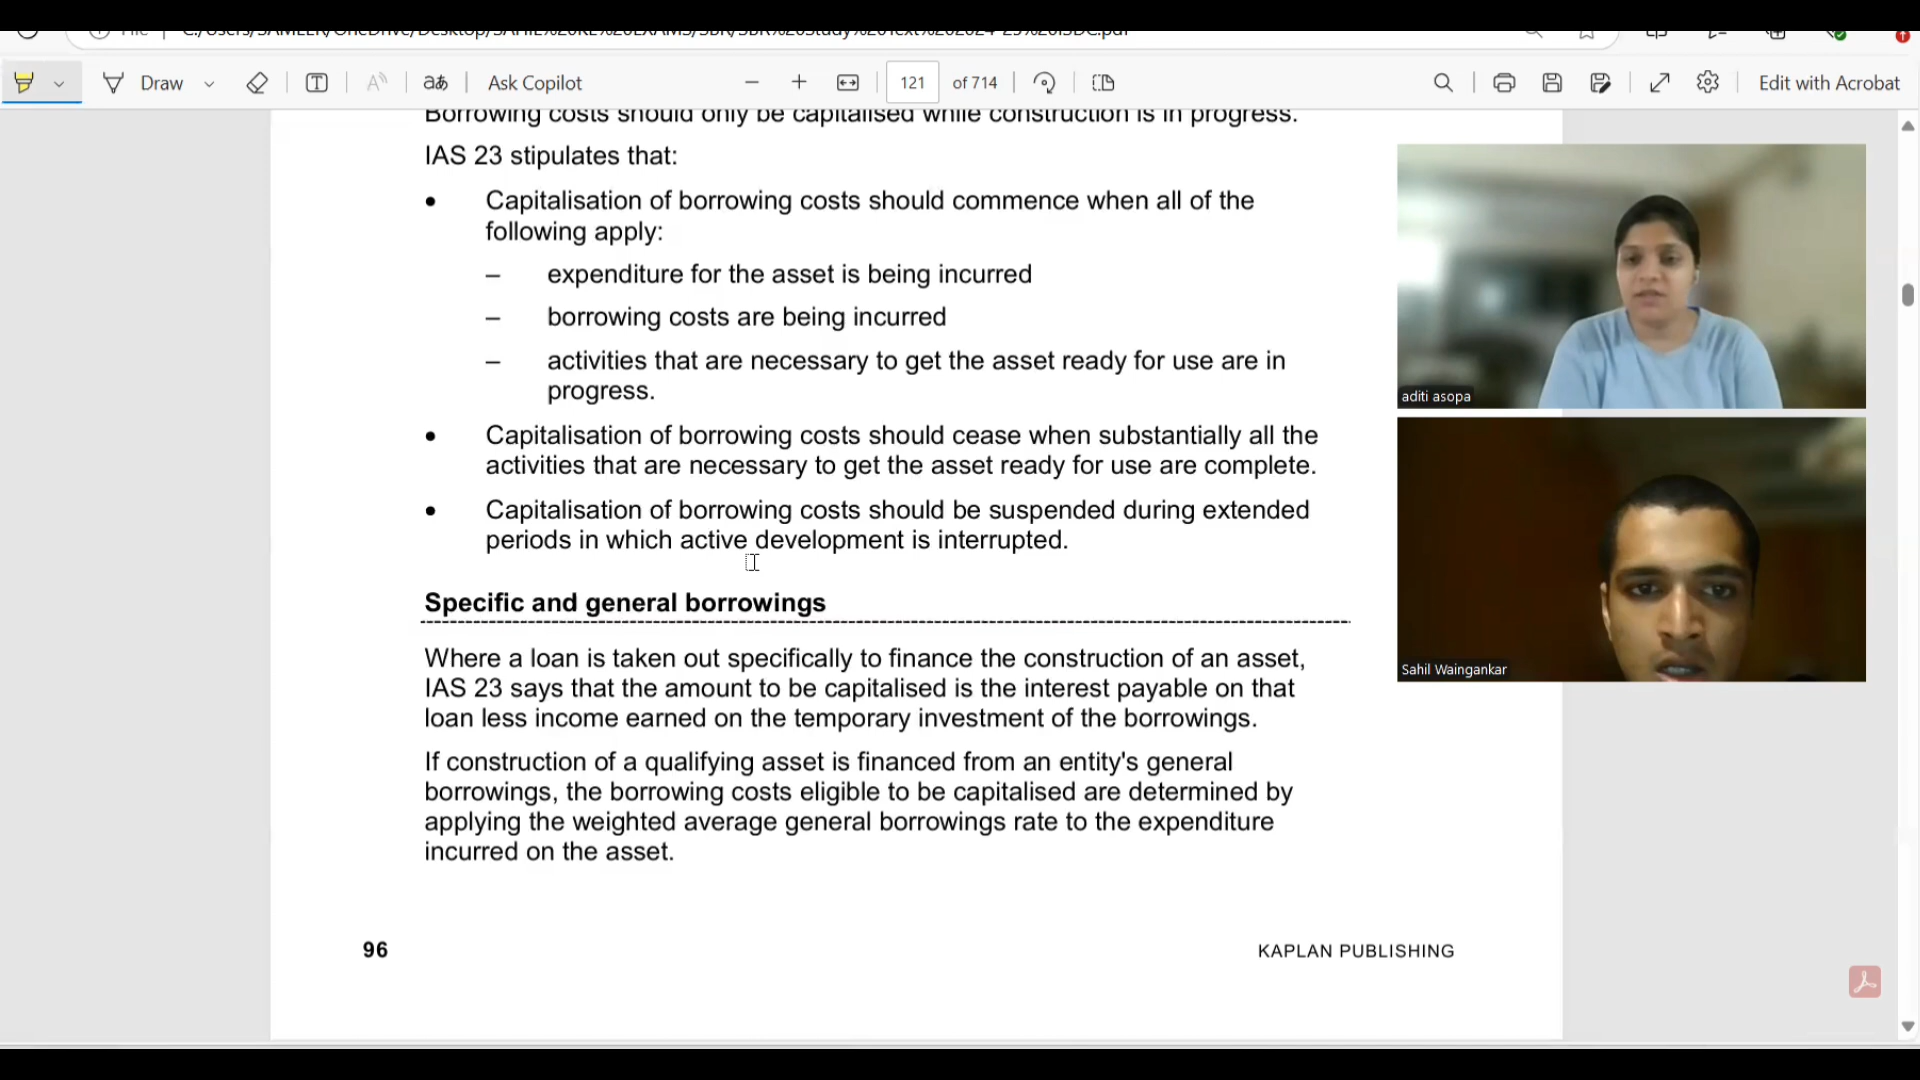 Draw
Ask Copilot
121 of 714
Edit with Acrobat
Borrowing costs should only be capitalised while construction is in progress.
IAS 23 stipulates that:
• Capitalisation of borrowing costs should commence when all of the
following apply:
– expenditure for the asset is being incurred
– borrowing costs are being incurred
– activities that are necessary to get the asset ready for use are in
progress.
• Capitalisation of borrowing costs should cease when substantially all the
activities that are necessary to get the asset ready for use are complete.
• Capitalisation of borrowing costs should be suspended during extended
periods in which active development is interrupted.
Specific and general borrowings
Where a loan is taken out specifically to finance the construction of an asset,
IAS 23 says that the amount to be capitalised is the interest payable on that
loan less income earned on the temporary investment of the borrowings.
If construction of a qualifying asset is financed from an entity's general
borrowings, the borrowing costs eligible to be capitalised are determined by
applying the weighted average general borrowings rate to the expenditure
incurred on the asset.
96
KAPLAN PUBLISHING
aditi asopa
Sahil Waingankar